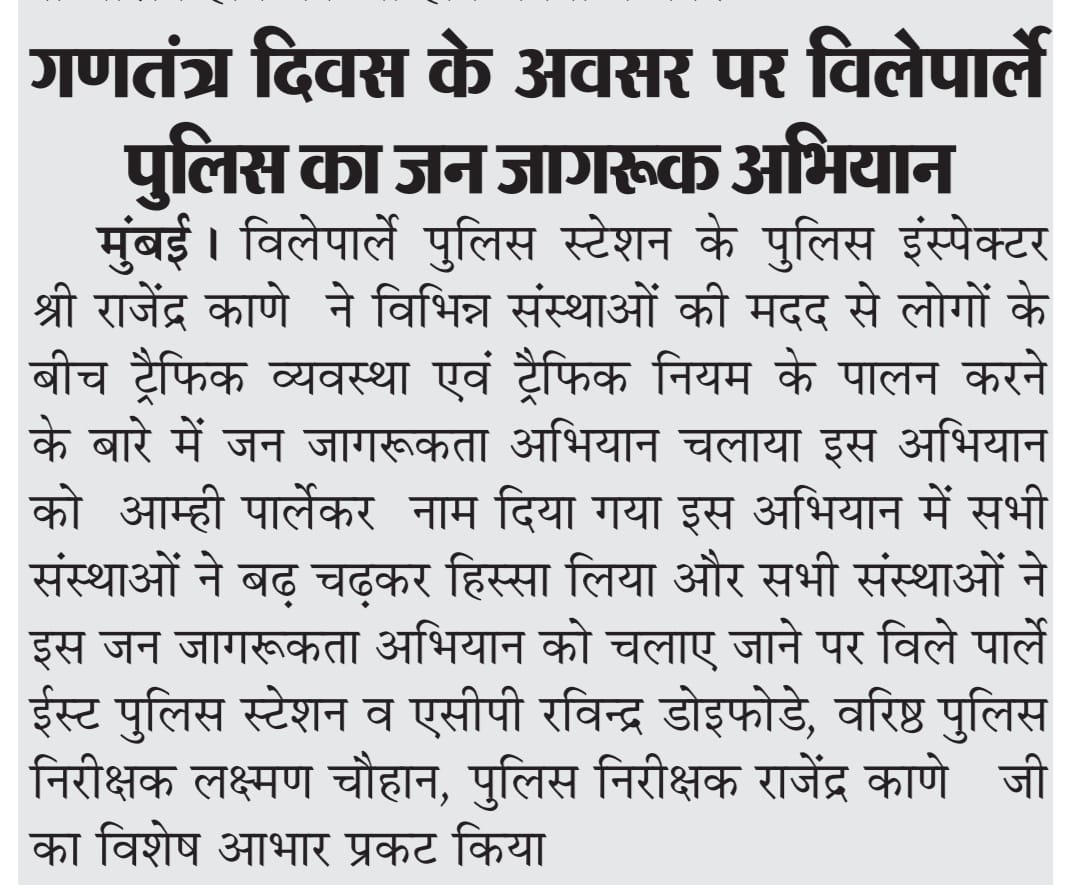 गणतंत्र दिवस के अवसर पर विलेपार्ले
पुलिस का जन जागरूक अभियान
मुंबई। विलेपार्ले पुलिस स्टेशन के पुलिस इंस्पेक्टर
श्री राजेंद्र काणे ने विभिन्न संस्थाओं की मदद से लोगों के
बीच ट्रैफिक व्यवस्था एवं ट्रैफिक नियम के पालन करने
के बारे में जन जागरूकता अभियान चलाया इस अभियान
को आम्ही पार्लेकर नाम दिया गया इस अभियान में सभी
संस्थाओं ने बढ़ चढ़कर हिस्सा लिया और सभी संस्थाओं ने
इस जन जागरूकता अभियान को चलाए जाने पर विले पार्ले
ईस्ट पुलिस स्टेशन व एसीपी रविन्द्र डोइफोडे, वरिष्ठ पुलिस
निरीक्षक लक्ष्मण चौहान, पुलिस निरीक्षक राजेंद्र काणे जी
का विशेष आभार प्रकट किया